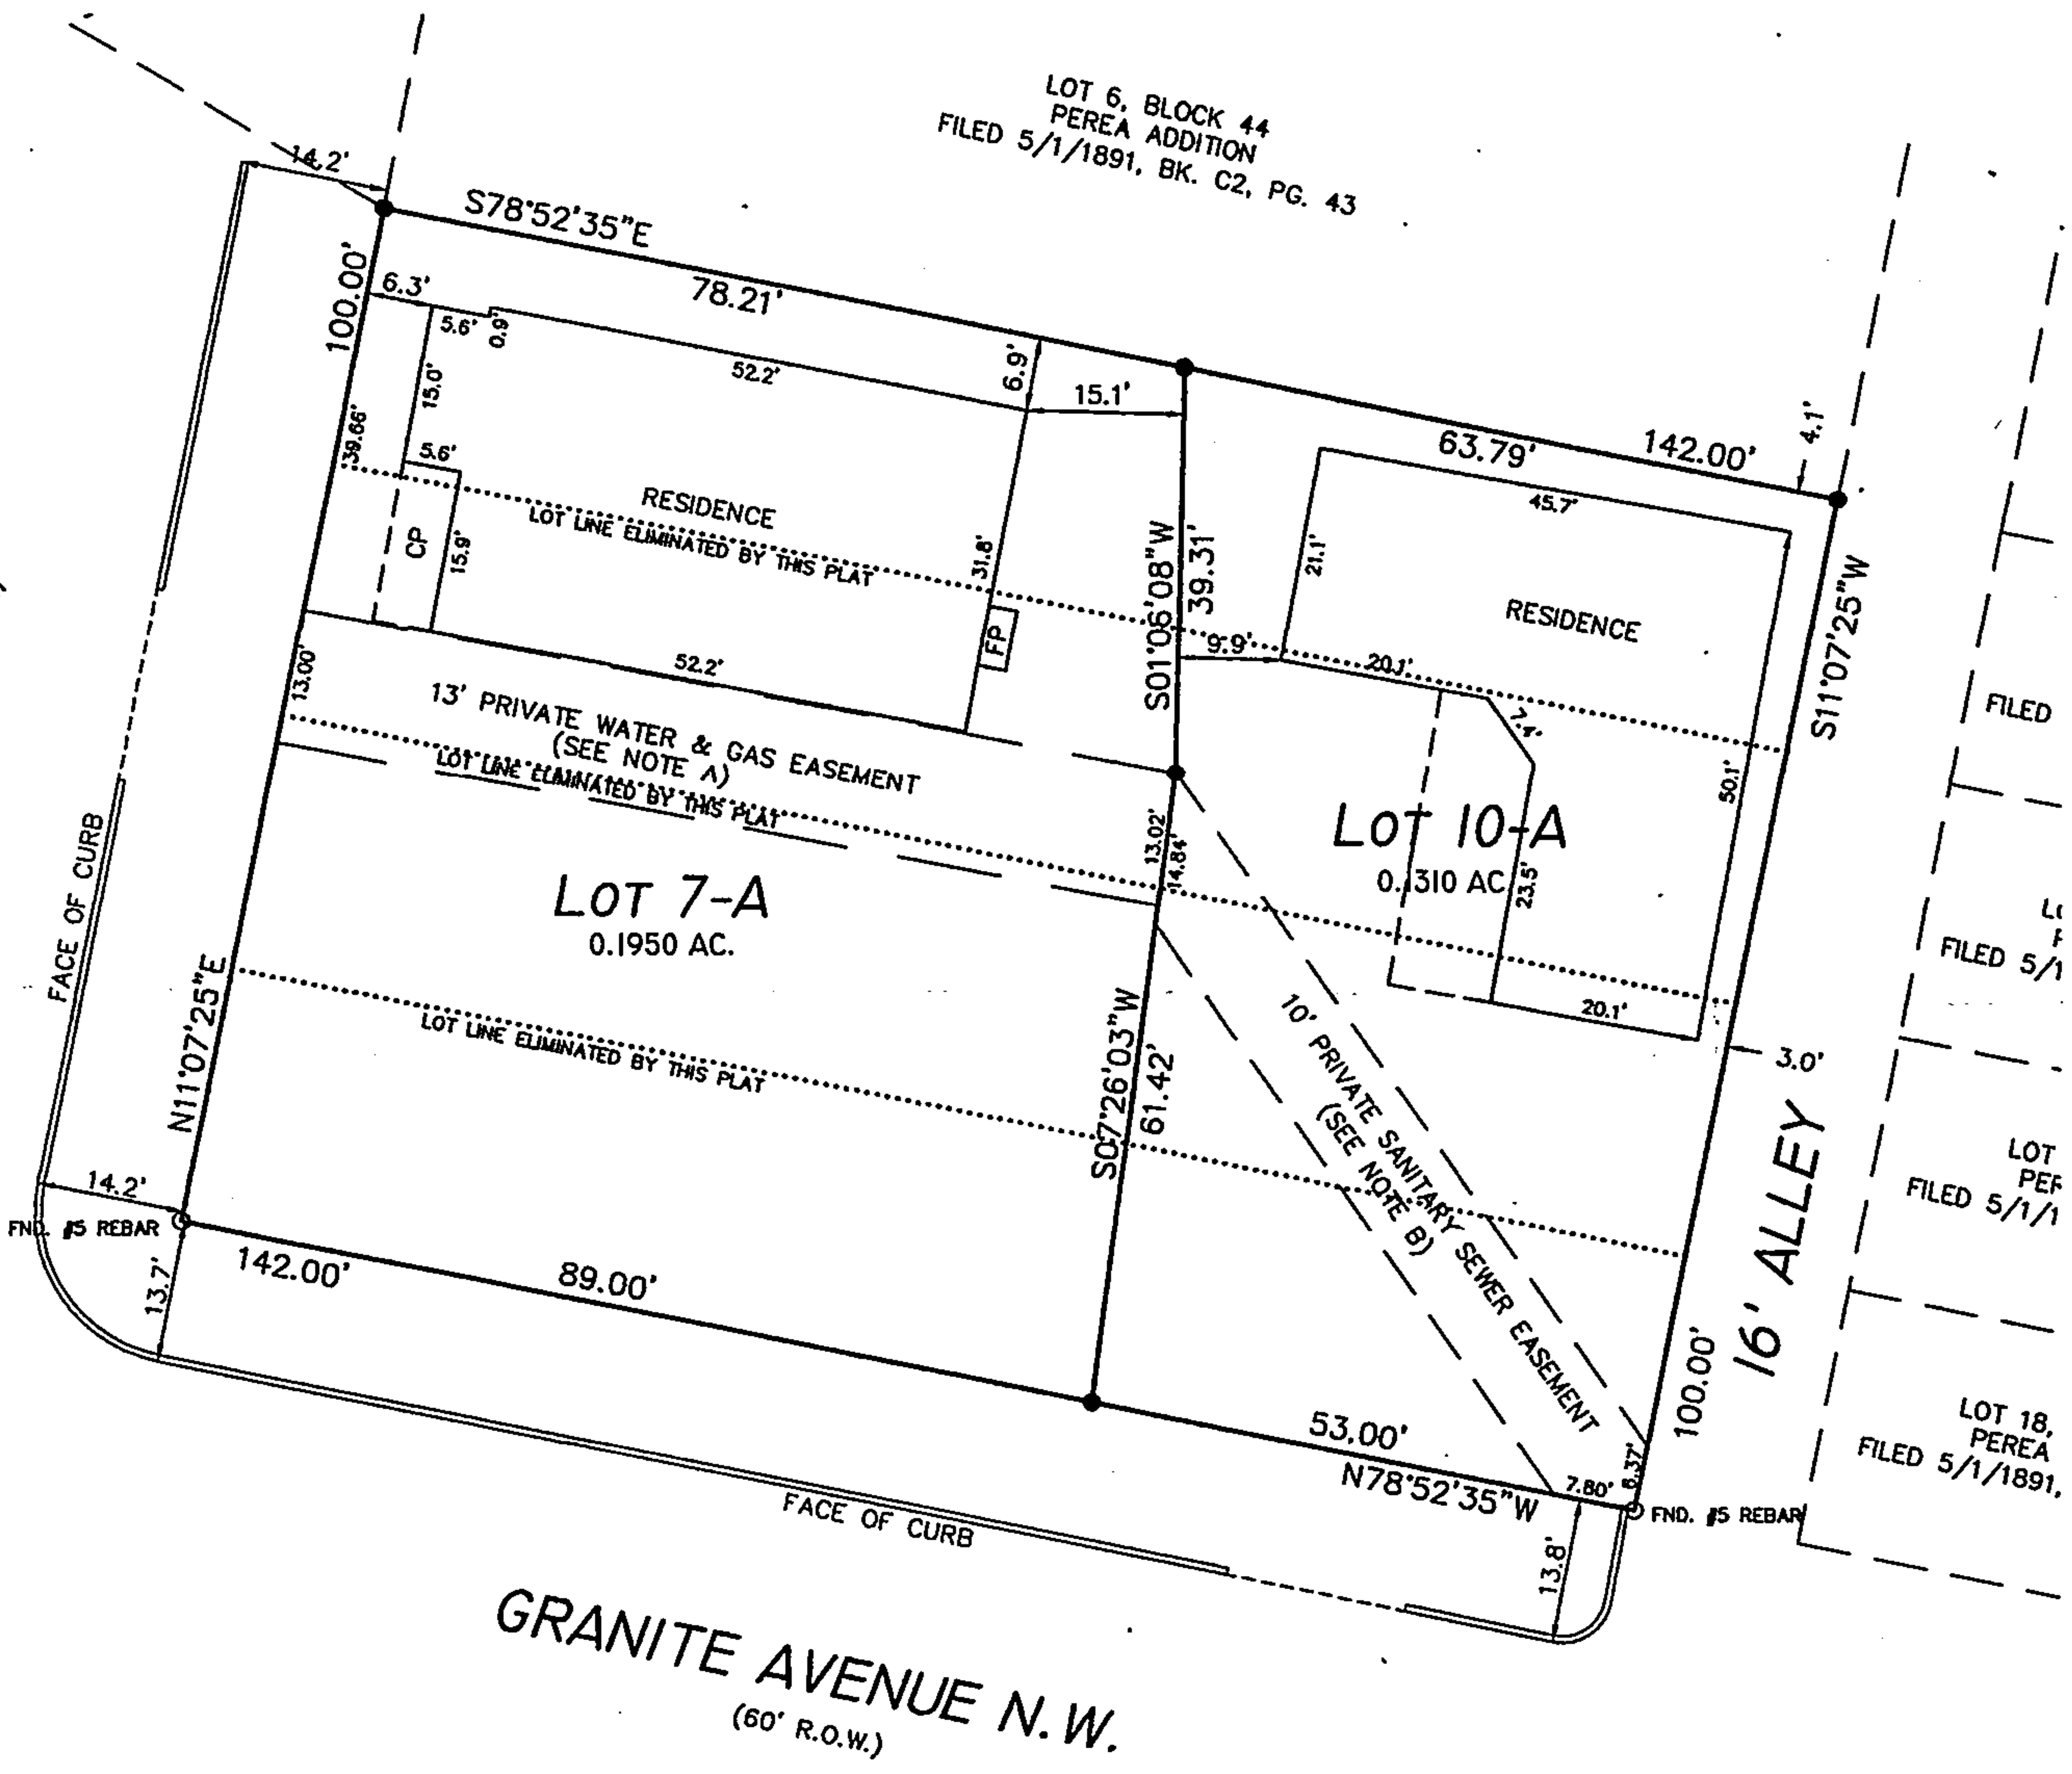 LOT 6, BLOCK 44
PEREA ADDITION
FILED 5/1/1891, BK. C2, PG. 43
14.2'
S78°52'35"E
78.21'
100.00'
6.3'
5.6'
0.9'
52.2'
6.9'
15.1'
63.79'
142.00'
4.1'
15.0'
39.66'
5.6'
CP
15.9'
RESIDENCE
LOT LINE ELIMINATED BY THIS PLAT
31.8'
FP
S01°06'08"W
39.31'
45.7'
21.1'
RESIDENCE
S11°07'25"W
9.9'
20.1'
7.4'
50.1'
FILED
13.00'
52.2'
13' PRIVATE WATER & GAS EASEMENT
(SEE NOTE A)
LOT LINE ELIMINATED BY THIS PLAT
13.02'
14.84'
LOT 10-A
0.1310 AC.
23.5'
20.1'
3.0'
LOT 7-A
0.1950 AC.
FACE OF CURB
N11°07'25"E
LOT LINE ELIMINATED BY THIS PLAT
S07°26'03"W
61.42'
10' PRIVATE SANITARY SEWER EASEMENT
(SEE NOTE B)
16' ALLEY
100.00'
FILED 5/1
LOT
FILED 5/1/1
LOT 18,
PEREA
FILED 5/1/1891,
14.2'
FND. #5 REBAR
13.7'
142.00'
89.00'
53.00'
N78°52'35"W
7.80'
6.37'
FND. #5 REBAR
13.8'
FACE OF CURB
GRANITE AVENUE N.W.
(60' R.O.W.)